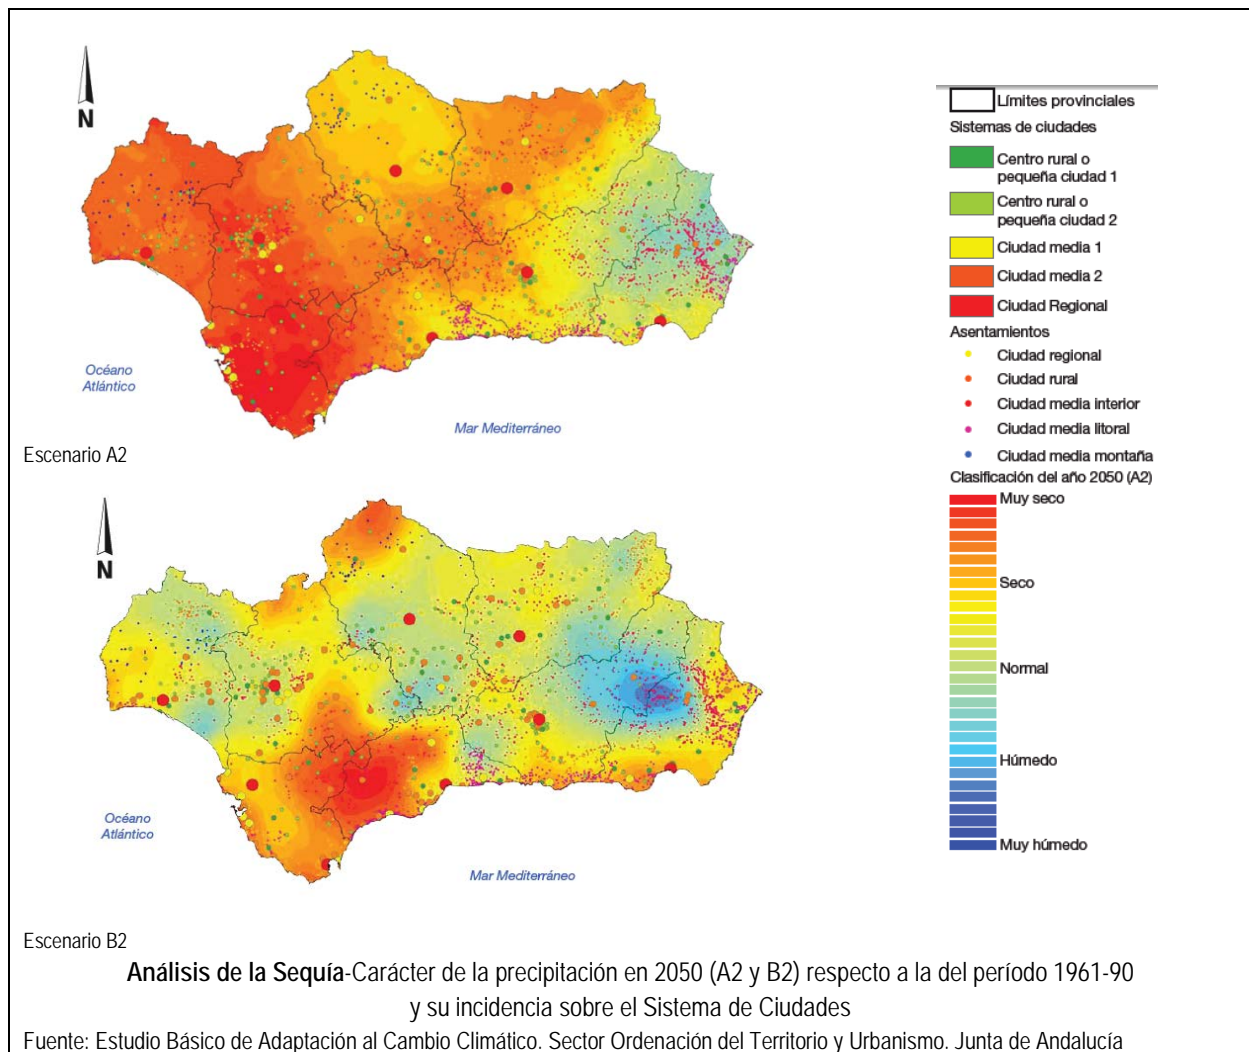 N
Océano
Atlántico
Mar Mediterráneo
Escenario A2
N
Océano
Atlántico
Mar Mediterráneo
Escenario B2
Límites provinciales
Sistemas de ciudades
Centro rural o
pequeña ciudad 1
Centro rural o
pequeña ciudad 2
Ciudad media 1
Ciudad media 2
Ciudad Regional
Asentamientos
Ciudad regional
Ciudad rural
Ciudad media interior
Ciudad media litoral
Ciudad media montaña
Clasificación del año 2050 (A2)
Muy seco
Seco
Normal
Húmedo
Muy húmedo
Análisis de la Sequía-Carácter de la precipitación en 2050 (A2 y B2) respecto a la del período 1961-90
y su incidencia sobre el Sistema de Ciudades
Fuente: Estudio Básico de Adaptación al Cambio Climático. Sector Ordenación del Territorio y Urbanismo. Junta de Andalucía